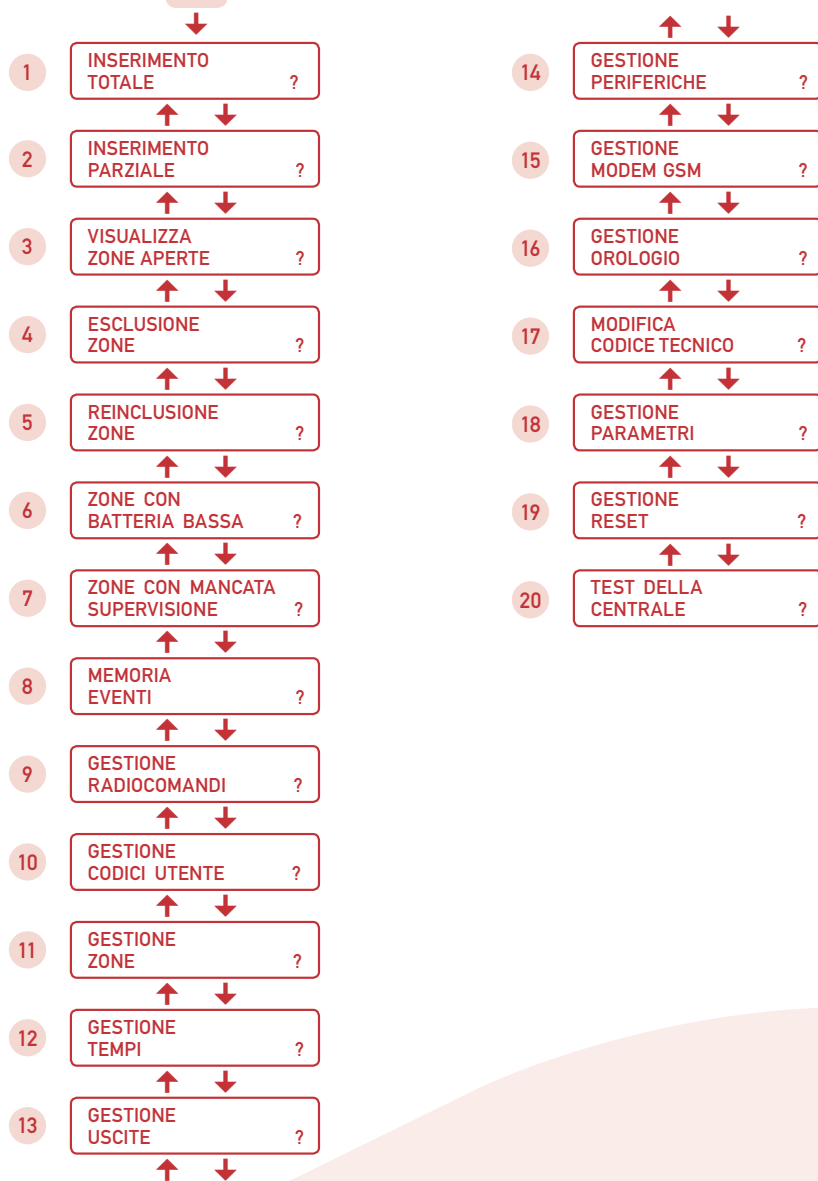 1
INSERIMENTO
TOTALE ?
2
INSERIMENTO
PARZIALE ?
3
VISUALIZZA
ZONE APERTE ?
4
ESCLUSIONE
ZONE ?
5
REINCLUSIONE
ZONE ?
6
ZONE CON
BATTERIA BASSA ?
7
ZONE CON MANCATA
SUPERVISIONE ?
8
MEMORIA
EVENTI ?
9
GESTIONE
RADIOCOMANDI ?
10
GESTIONE
CODICI UTENTE ?
11
GESTIONE
ZONE ?
12
GESTIONE
TEMPI ?
13
GESTIONE
USCITE ?
14
GESTIONE
PERIFERICHE ?
15
GESTIONE
MODEM GSM ?
16
GESTIONE
OROLOGIO ?
17
MODIFICA
CODICE TECNICO ?
18
GESTIONE
PARAMETRI ?
19
GESTIONE
RESET ?
20
TEST DELLA
CENTRALE ?